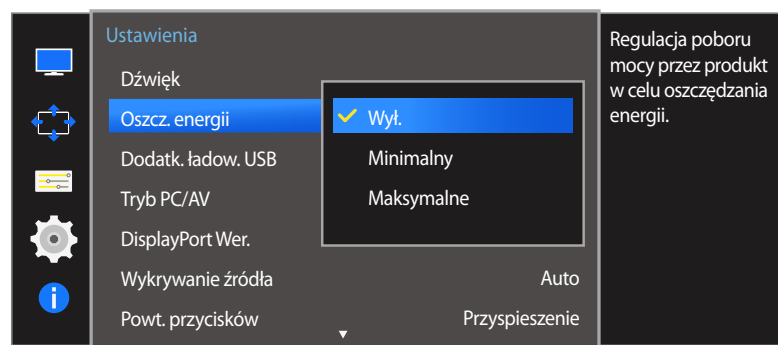 Ustawienia
Dźwięk
Oszcz. energii
Wył.
Dodatk. ładow. USB
Minimalny
Tryb PC/AV
Maksymalne
DisplayPort Wer.
Wykrywanie źródła
Auto
Powt. przycisków
Przyspieszenie
Regulacja poboru
mocy przez produkt
w celu oszczędzania
energii.